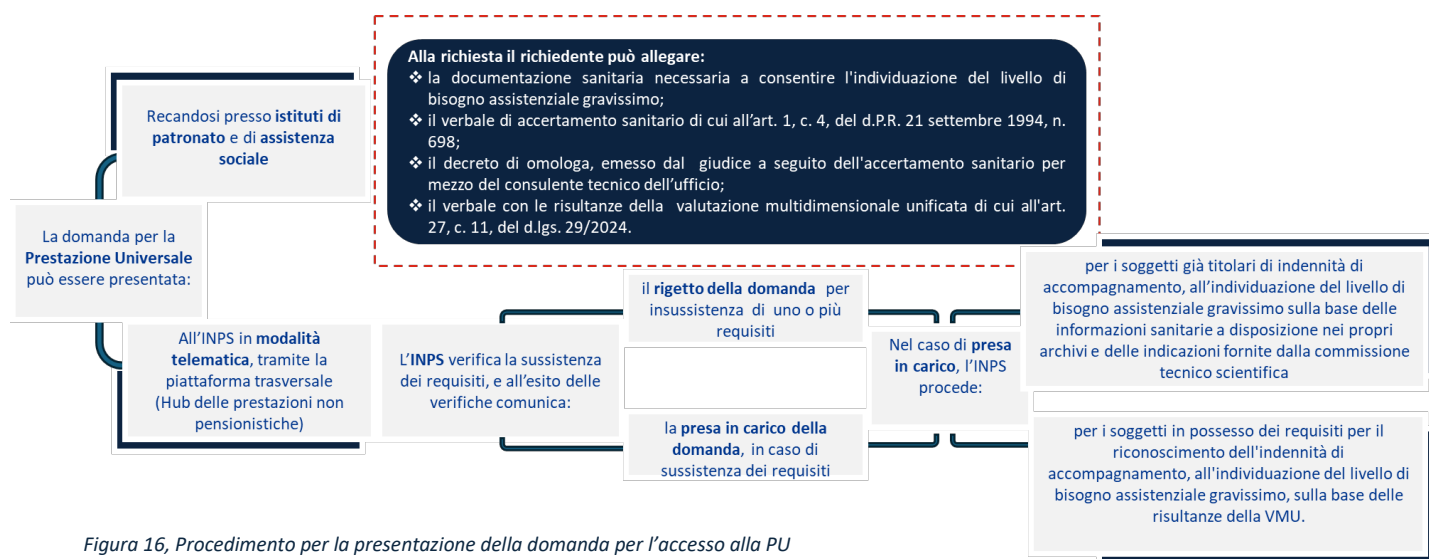 Alla richiesta il richiedente può allegare:
❖ la documentazione sanitaria necessaria a consentire l'individuazione del livello di
bisogno assistenziale gravissimo;
❖ il verbale di accertamento sanitario di cui all'art. 1, c. 4, del d.P.R. 21 settembre 1994, n.
698;
❖ il decreto di omologa, emesso dal giudice a seguito dell'accertamento sanitario per
mezzo del consulente tecnico dell'ufficio;
❖ il verbale con le risultanze della valutazione multidimensionale unificata di cui all'art.
27, c. 11, del d.lgs. 29/2024.
Recandosi presso istituti di
patronato e di assistenza
sociale
La domanda per la
Prestazione Universale
può essere presentata:
All'INPS in modalità
telematica, tramite la
piattaforma trasversale
(Hub delle prestazioni non
pensionistiche)
L'INPS verifica la sussistenza
dei requisiti, e all'esito delle
verifiche comunica:
il rigetto della domanda per
insussistenza di uno o più
requisiti
la presa in carico della
domanda, in caso di
sussistenza dei requisiti
Nel caso di presa
in carico, l'INPS
procede:
per i soggetti già titolari di indennità di
accompagnamento, all'individuazione del livello di
bisogno assistenziale gravissimo sulla base delle
informazioni sanitarie a disposizione nei propri
archivi e delle indicazioni fornite dalla commissione
tecnico scientifica
per i soggetti in possesso dei requisiti per il
riconoscimento dell'indennità di
accompagnamento, all'individuazione del livello di
bisogno assistenziale gravissimo, sulla base delle
risultanze della VMU.
Figura 16, Procedimento per la presentazione della domanda per l'accesso alla PU